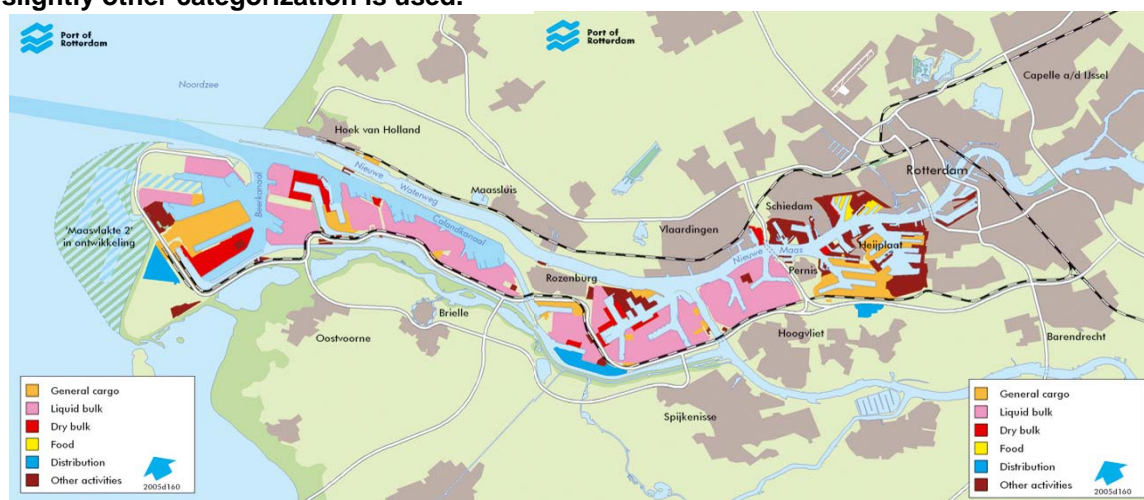 slightly other categorization is used.
Port of
Rotterdam
Port of
Rotterdam
Noordzee
Capelle a/d IJssel
Hoek van Holland
Nieuwe
Waterweg
Maassluis
Beerkanaal
Calandkanaal
Rotterdam
Schiedam
'Maasvlakte 2'
in ontwikkeling
Vlaardingen
Heijplaat
Nieuwe
Maas
Pernis
Rozenburg
Brielle
Oostvoorne
Hoogvliet
Barendrecht
Spijkenisse
General cargo
Liquid bulk
Dry bulk
Food
Distribution
Other activities
2005d160
General cargo
Liquid bulk
Dry bulk
Food
Distribution
Other activities
2005d160